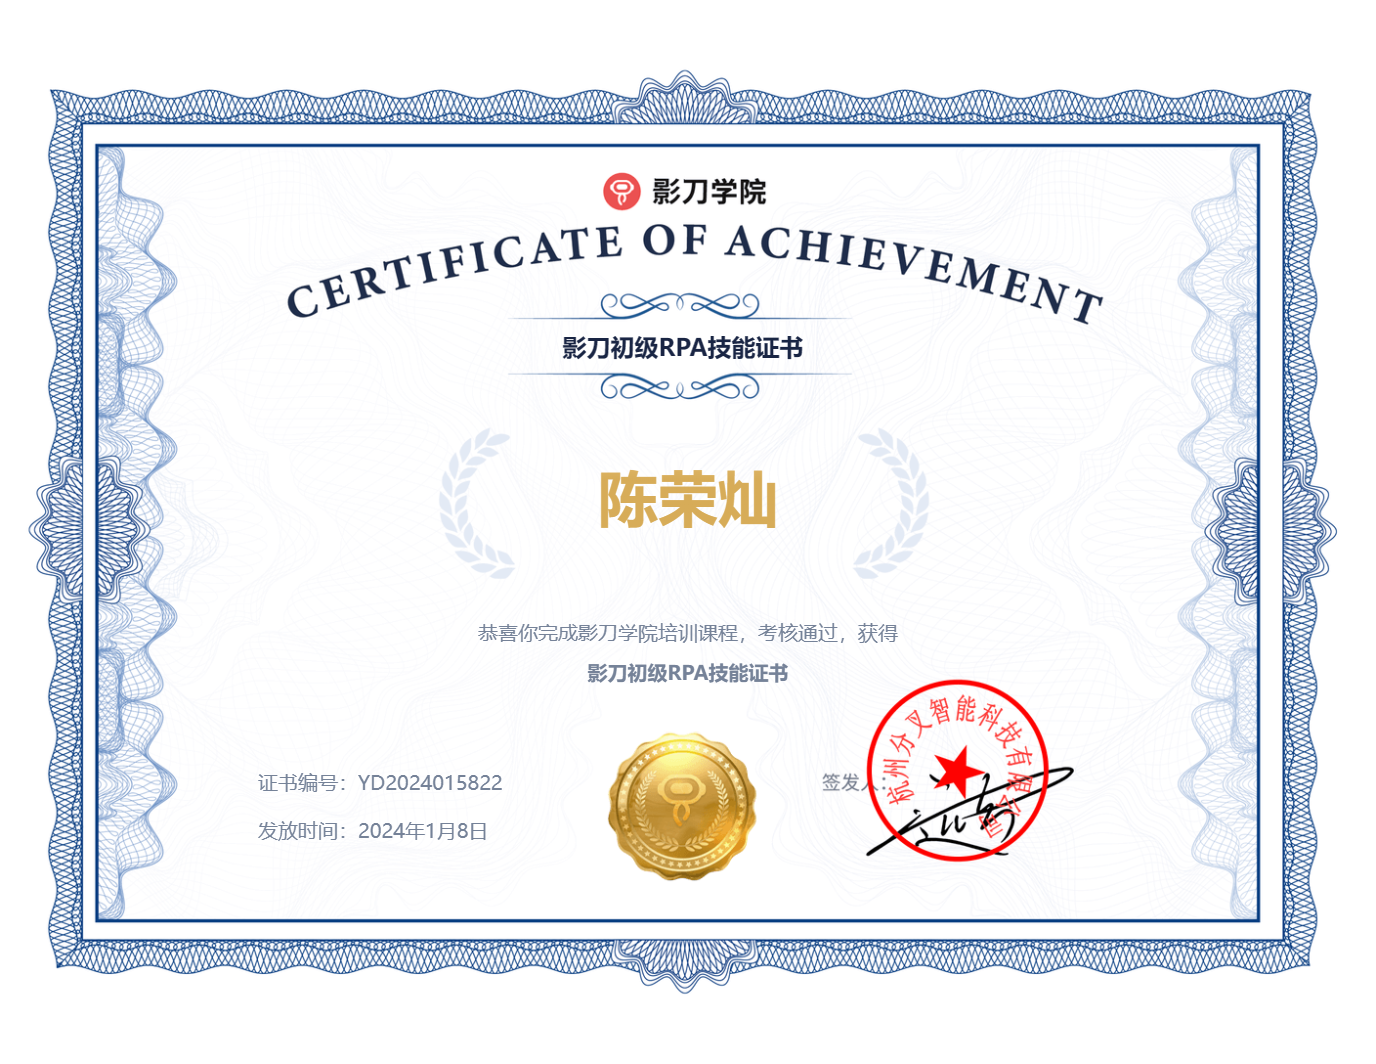 影刀学院
CERTIFICATE OF ACHIEVEMENT
影刀初级RPA技能证书
陈荣灿
恭喜你完成影刀学院培训课程，考核通过，获得
影刀初级RPA技能证书
证书编号：YD2024015822
发放时间：2024年1月8日
签发人：
杭州分叉智能科技有限公司